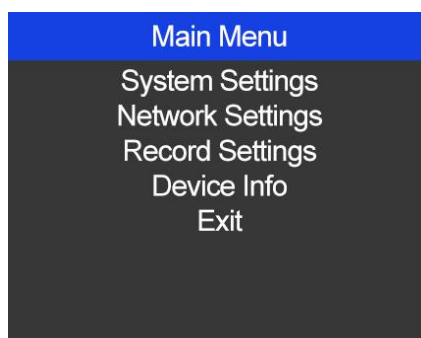 Main Menu
System Settings
Network Settings
Record Settings
Device Info
Exit